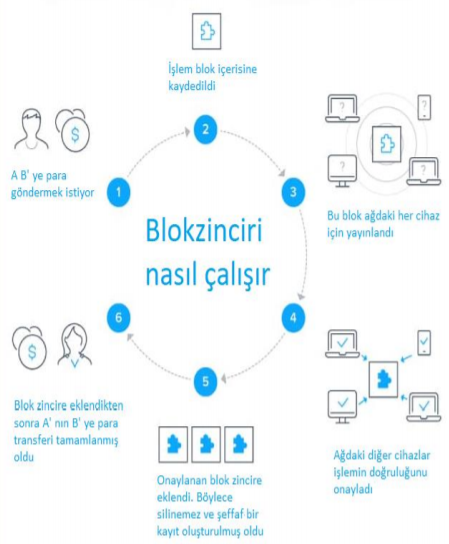 Blokzinciri
nasıl çalışır
1
A B' ye para
göndermek istiyor
$
2
İşlem blok içerisine
kaydedildi
3
?
?
?
?
Bu blok ağdaki her cihaz
için yayınlandı
4
Ağdaki diğer cihazlar
işlemin doğruluğunu
onayladı
5
Onaylanan blok zincire
eklendi. Böylece
silinemez ve şeffaf bir
kayıt oluşturulmuş oldu
6
$
Blok zincire eklendikten
sonra A' nın B' ye para
transferi tamamlanmış
oldu